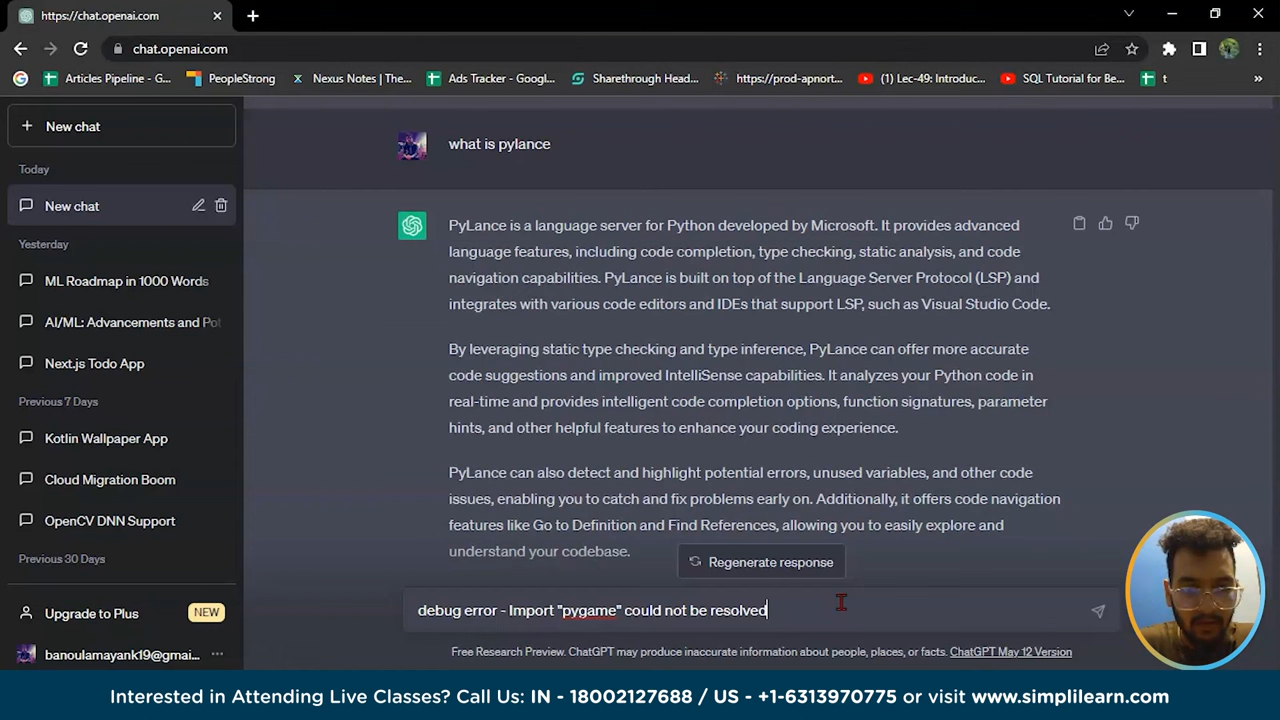 https://chat.openai.com
chat.openai.com
Articles Pipeline - G...
PeopleStrong
Nexus Notes | The...
Ads Tracker - Googl...
Sharethrough Head...
https://prod-apnort...
(1) Lec-49: Introduc...
SQL Tutorial for Be...
t
»
+ New chat
Today
New chat
Yesterday
ML Roadmap in 1000 Words
AI/ML: Advancements and Pot
Next.js Todo App
Previous 7 Days
Kotlin Wallpaper App
Cloud Migration Boom
OpenCV DNN Support
Previous 30 Days
Upgrade to Plus NEW
banoulamayank19@gmai... ...
what is pylance
PyLance is a language server for Python developed by Microsoft. It provides advanced
language features, including code completion, type checking, static analysis, and code
navigation capabilities. PyLance is built on top of the Language Server Protocol (LSP) and
integrates with various code editors and IDEs that support LSP, such as Visual Studio Code.
By leveraging static type checking and type inference, PyLance can offer more accurate
code suggestions and improved IntelliSense capabilities. It analyzes your Python code in
real-time and provides intelligent code completion options, function signatures, parameter
hints, and other helpful features to enhance your coding experience.
PyLance can also detect and highlight potential errors, unused variables, and other code
issues, enabling you to catch and fix problems early on. Additionally, it offers code navigation
features like Go to Definition and Find References, allowing you to easily explore and
understand your codebase.
Regenerate response
debug error - Import "pygame" could not be resolved
Free Research Preview. ChatGPT may produce inaccurate information about people, places, or facts. ChatGPT May 12 Version
Interested in Attending Live Classes? Call Us: IN - 18002127688 / US - +1-6313970775 or visit www.simplilearn.com